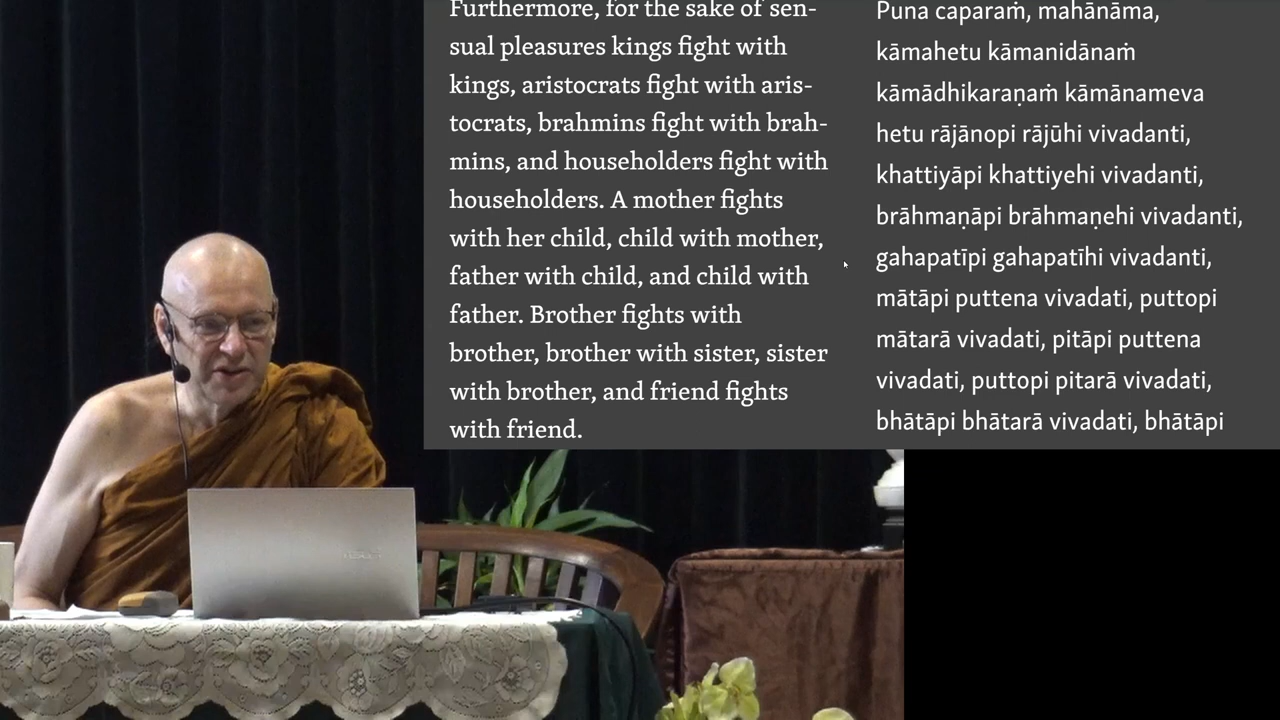 Furthermore, for the sake of sen-
sual pleasures kings fight with
kings, aristocrats fight with aris-
tocrats, brahmins fight with brah-
mins, and householders fight with
householders. A mother fights
with her child, child with mother,
father with child, and child with
father. Brother fights with
brother, brother with sister, sister
with brother, and friend fights
with friend.
Puna caparaṁ, mahānāma,
kāmahetu kāmanidānaṁ
kāmādhikaraṇaṁ kāmānameva
hetu rājānopi rājūhi vivadanti,
khattiyāpi khattiyehi vivadanti,
brāhmaṇāpi brāhmaṇehi vivadanti,
gahapatīpi gahapatīhi vivadanti,
mātāpi puttena vivadati, puttopi
mātarā vivadati, pitāpi puttena
vivadati, puttopi pitarā vivadati,
bhātāpi bhātarā vivadati, bhātāpi